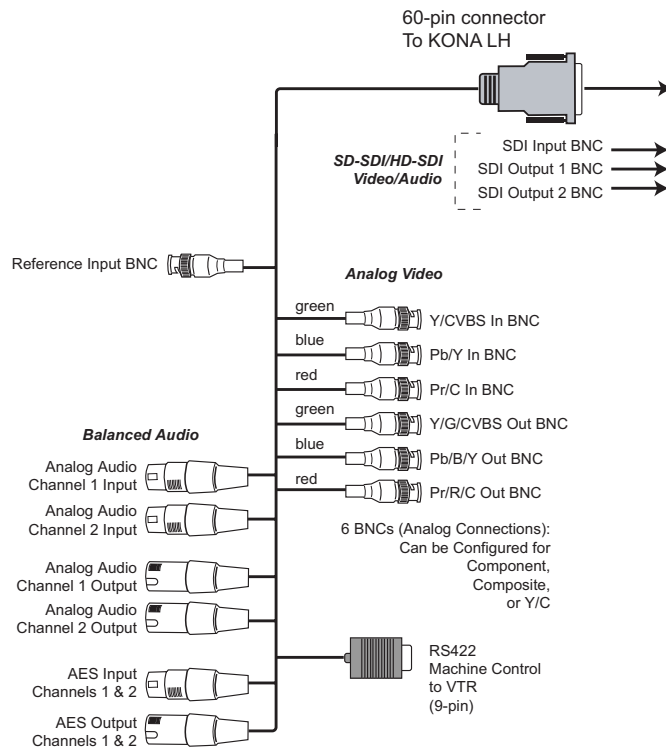 60-pin connector
To KONA LH
SD-SDI/HD-SDI
Video/Audio
SDI Input BNC
SDI Output 1 BNC
SDI Output 2 BNC
Reference Input BNC
Analog Video
green
Y/CVBS In BNC
blue
Pb/Y In BNC
red
Pr/C In BNC
green
Y/G/CVBS Out BNC
blue
Pb/B/Y Out BNC
red
Pr/R/C Out BNC
6 BNCs (Analog Connections):
Can be Configured for
Component,
Composite,
or Y/C
Balanced Audio
Analog Audio
Channel 1 Input
Analog Audio
Channel 2 Input
Analog Audio
Channel 1 Output
Analog Audio
Channel 2 Output
AES Input
Channels 1 & 2
AES Output
Channels 1 & 2
RS422
Machine Control
to VTR
(9-pin)